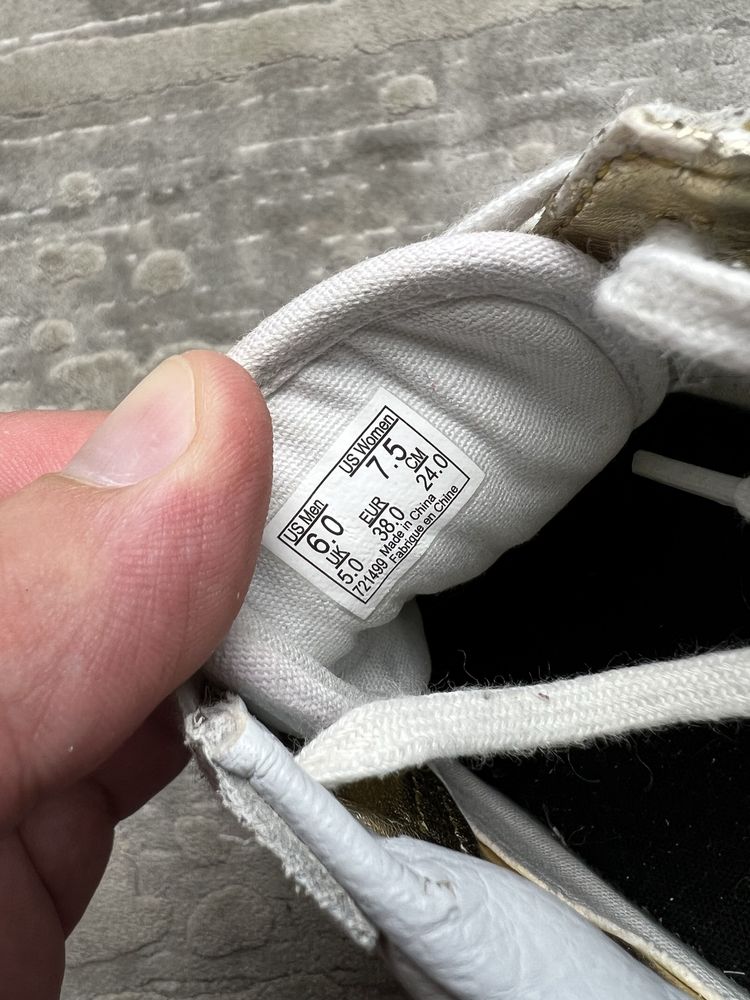 US Men US Women
6.0 7.5
UK EUR CM
5.0 38.0 24.0
721499 Made in China
Fabrique en Chine